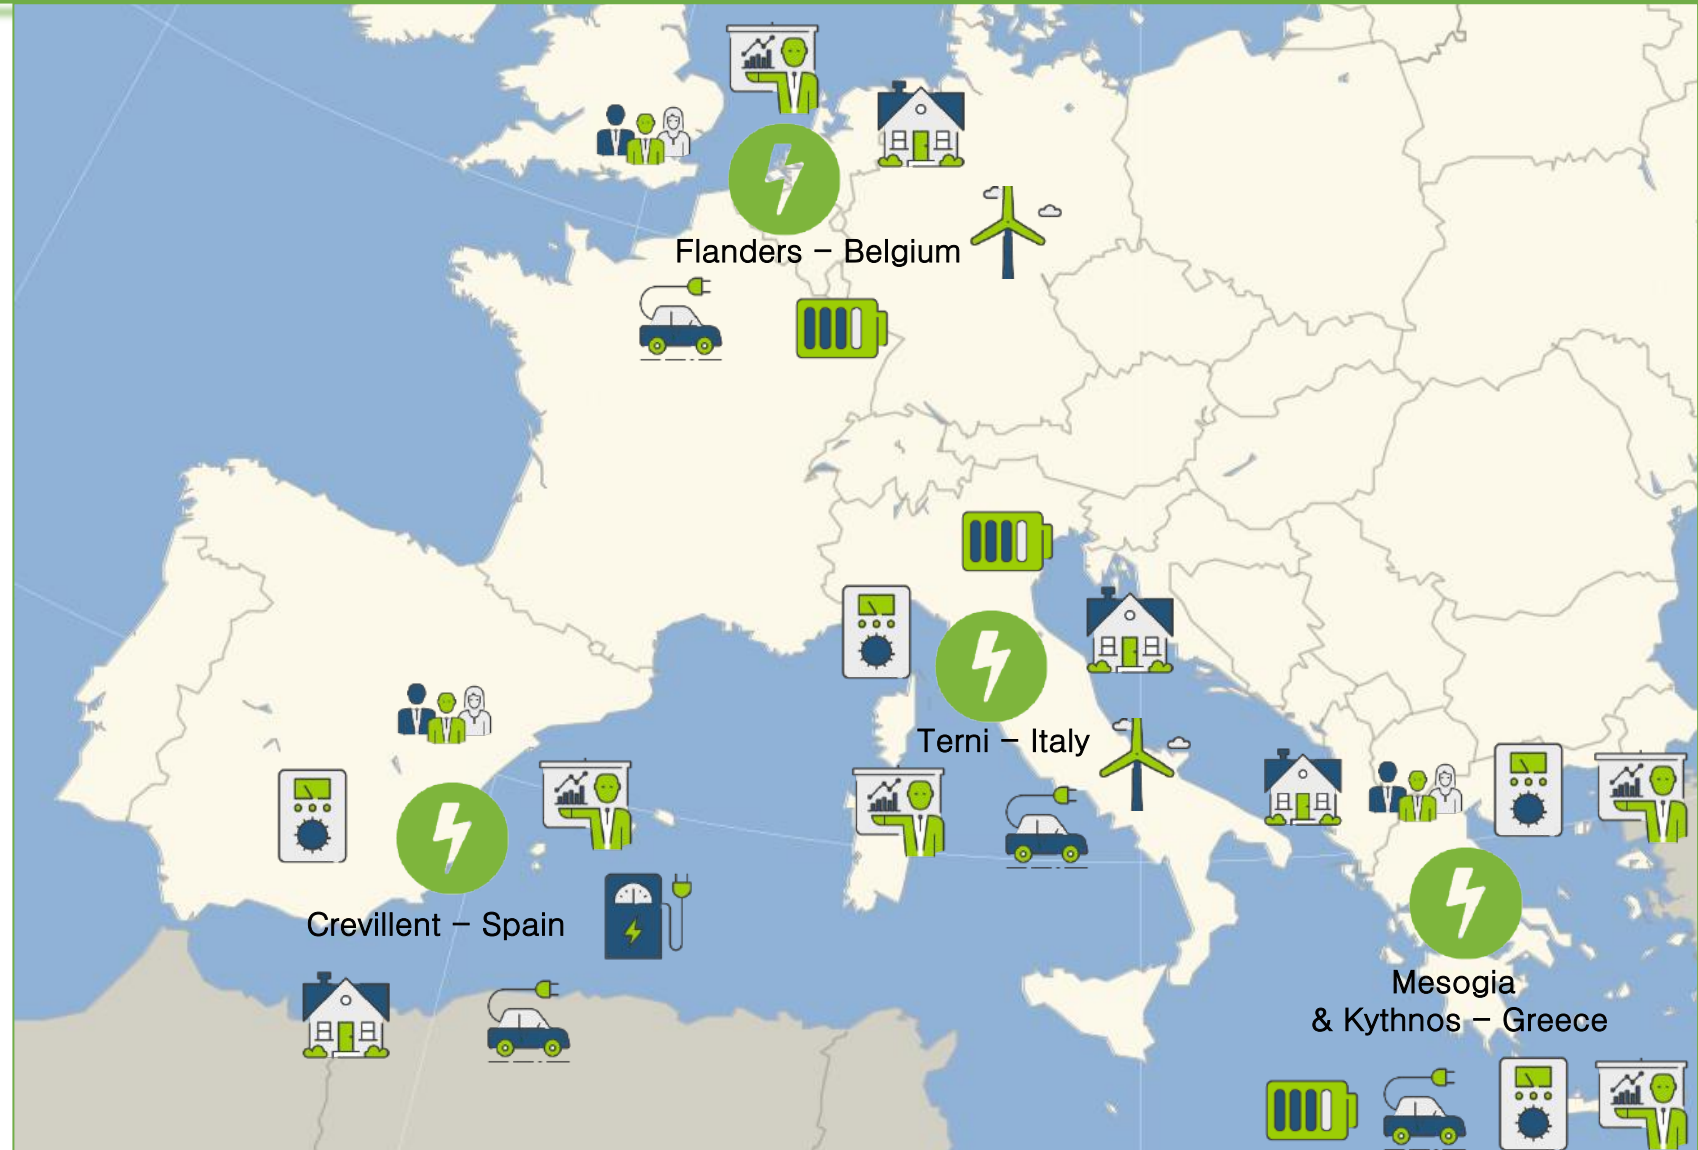 Flanders – Belgium
Terni – Italy
Crevillent – Spain
Mesogia
& Kythnos – Greece